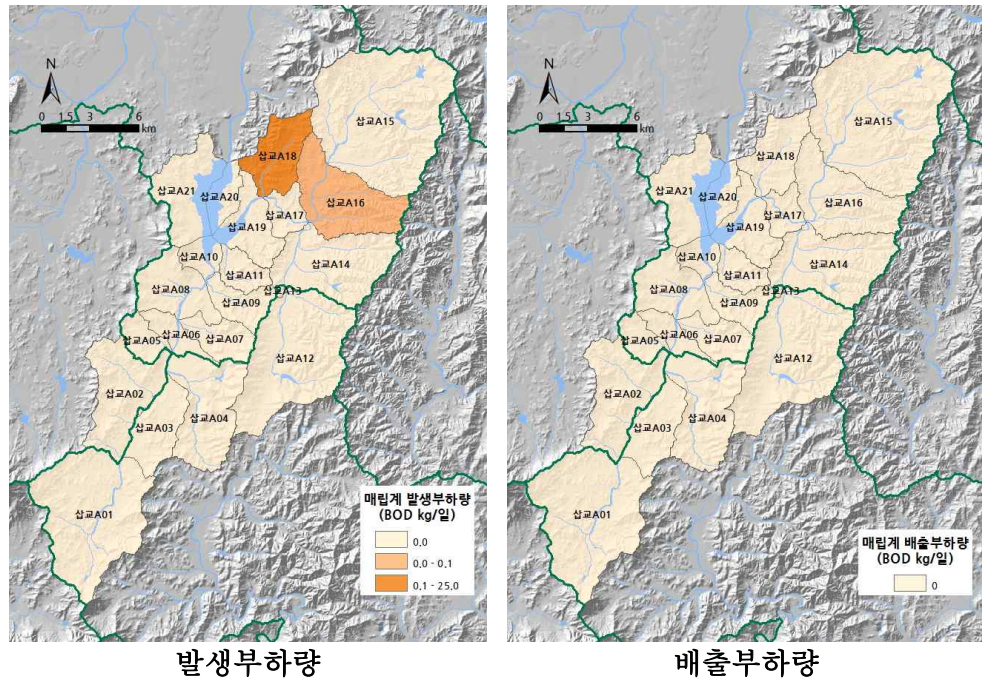 N
0 1.5 3 6
km
삽교A15
삽교A18
삽교A21
삽교A20
삽교A16
삽교A17
삽교A19
삽교A10
삽교A11
삽교A14
삽교A08
삽교A13
삽교A09
삽교A06
삽교A05
삽교A07
삽교A12
삽교A02
삽교A04
삽교A03
삽교A01
매립계 발생부하량
(BOD kg/일)
0,0
0,0 - 0,1
0,1 - 25,0
발생부하량
N
0 1.5 3 6
km
삽교A15
삽교A18
삽교A21
삽교A20
삽교A16
삽교A17
삽교A19
삽교A10
삽교A11
삽교A14
삽교A08
삽교A13
삽교A09
삽교A06
삽교A05
삽교A07
삽교A12
삽교A02
삽교A04
삽교A03
삽교A01
매립계 배출부하량
(BOD kg/일)
0
배출부하량